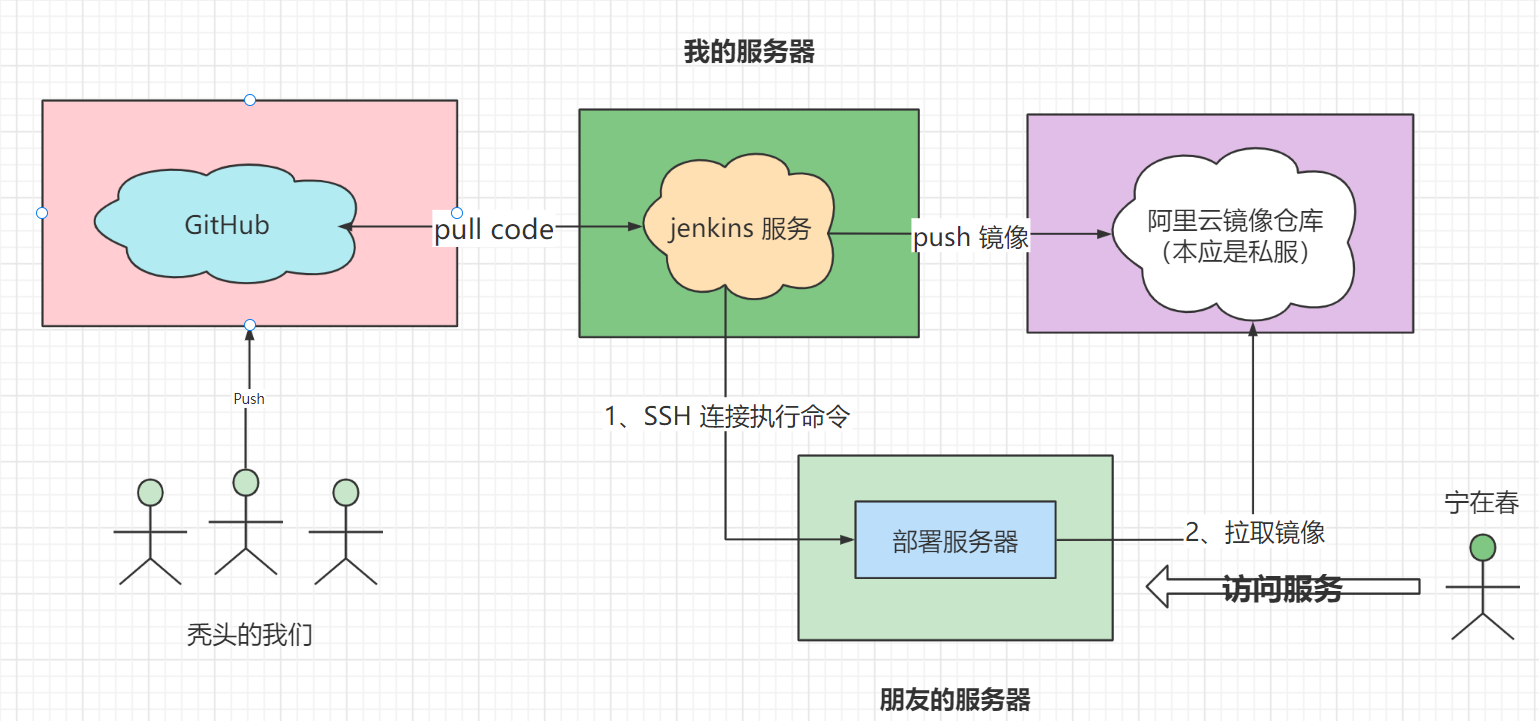 我的服务器
GitHub
pull code
jenkins 服务
push 镜像
阿里云镜像仓库
（本应是私服）
Push
1、SSH 连接执行命令
部署服务器
2、拉取镜像
宁在春
访问服务
秃头的我们
朋友的服务器